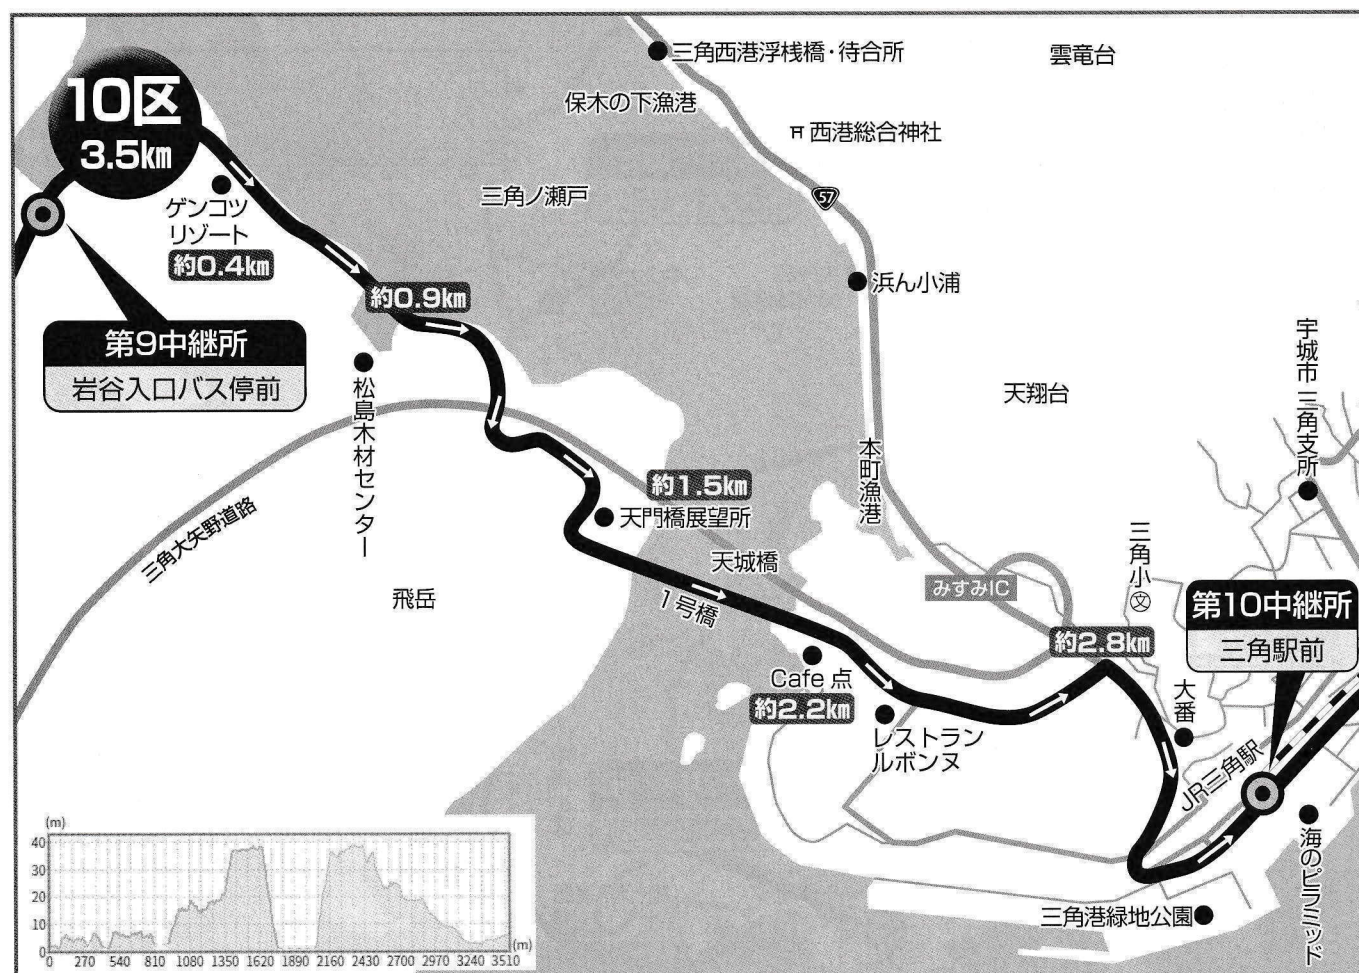 10区
3.5km
ゲンコツ
リゾート
約0.4km
約0.9km
第9中継所
岩谷入口バス停前
松島木材センター
三角大矢野道路
飛岳
三角西港浮桟橋・待合所
保木の下漁港
雲竜台
西港総合神社
三角ノ瀬戸
57
浜ん小浦
天翔台
本町漁港
宇城市 三角支所
約1.5km
天門橋展望所
天城橋
1号橋
みすみIC
三角小
文
約2.8km
第10中継所
三角駅前
Cafe 点
約2.2km
レストラン
ルボンヌ
大番
JR三角駅
海のピラミッド
三角港緑地公園
(m)
40
30
20
10
0
0 270 540 810 1080 1350 1620 1890 2160 2430 2700 2970 3240 3510
(m)